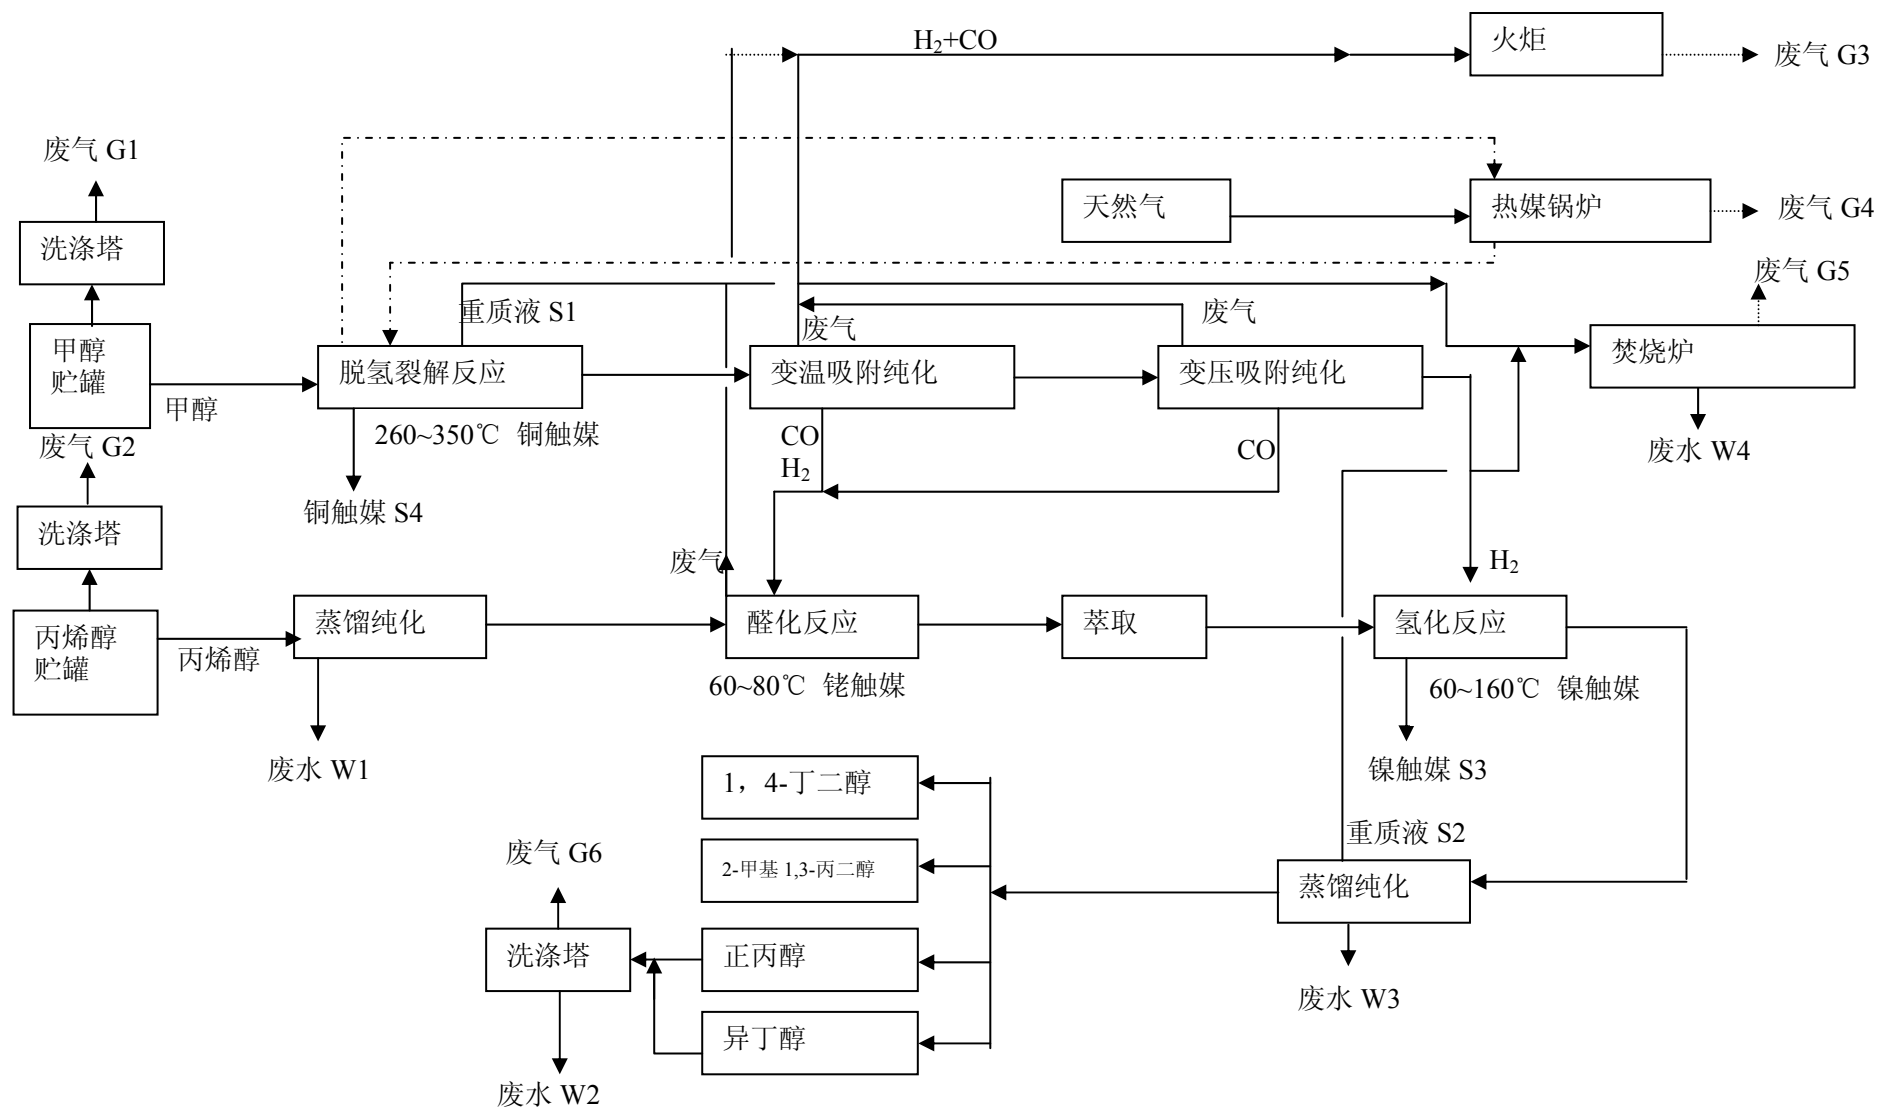 H₂+CO
火炬
废气 G3
废气 G1
天然气
热媒锅炉
废气 G4
洗涤塔
废气 G5
重质液 S1
废气
废气
甲醇
贮罐
脱氢裂解反应
变温吸附纯化
变压吸附纯化
焚烧炉
甲醇
260~350℃ 铜触媒
CO
H₂
CO
废水 W4
废气 G2
铜触媒 S4
洗涤塔
废气
H₂
丙烯醇
贮罐
丙烯醇
蒸馏纯化
醛化反应
萃取
氢化反应
60~80℃ 铑触媒
60~160℃ 镍触媒
废水 W1
镍触媒 S3
1，4-丁二醇
重质液 S2
废气 G6
2-甲基 1,3-丙二醇
蒸馏纯化
洗涤塔
正丙醇
废水 W3
异丁醇
废水 W2